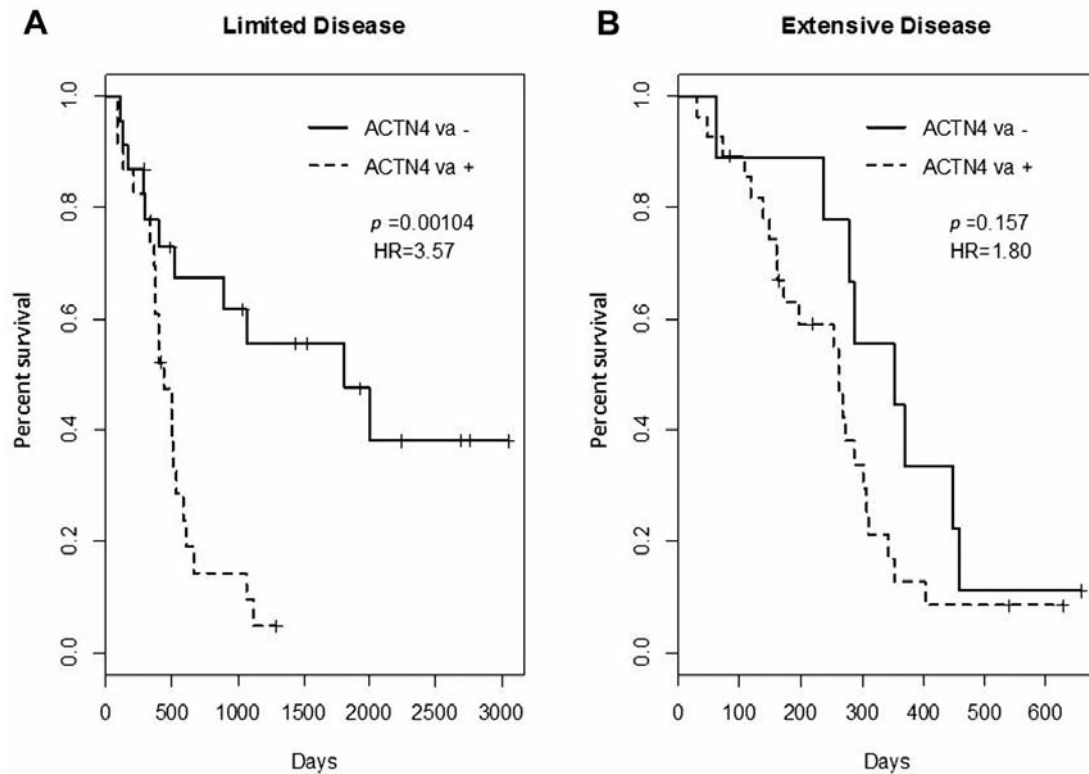 A
Limited Disease
Percent survival
1.0
0.8
0.6
0.4
0.2
0.0
ACTN4 va -
ACTN4 va +
p =0.00104
HR=3.57
0 500 1000 1500 2000 2500 3000
Days
B
Extensive Disease
Percent survival
1.0
0.8
0.6
0.4
0.2
0.0
ACTN4 va -
ACTN4 va +
p =0.157
HR=1.80
0 100 200 300 400 500 600
Days